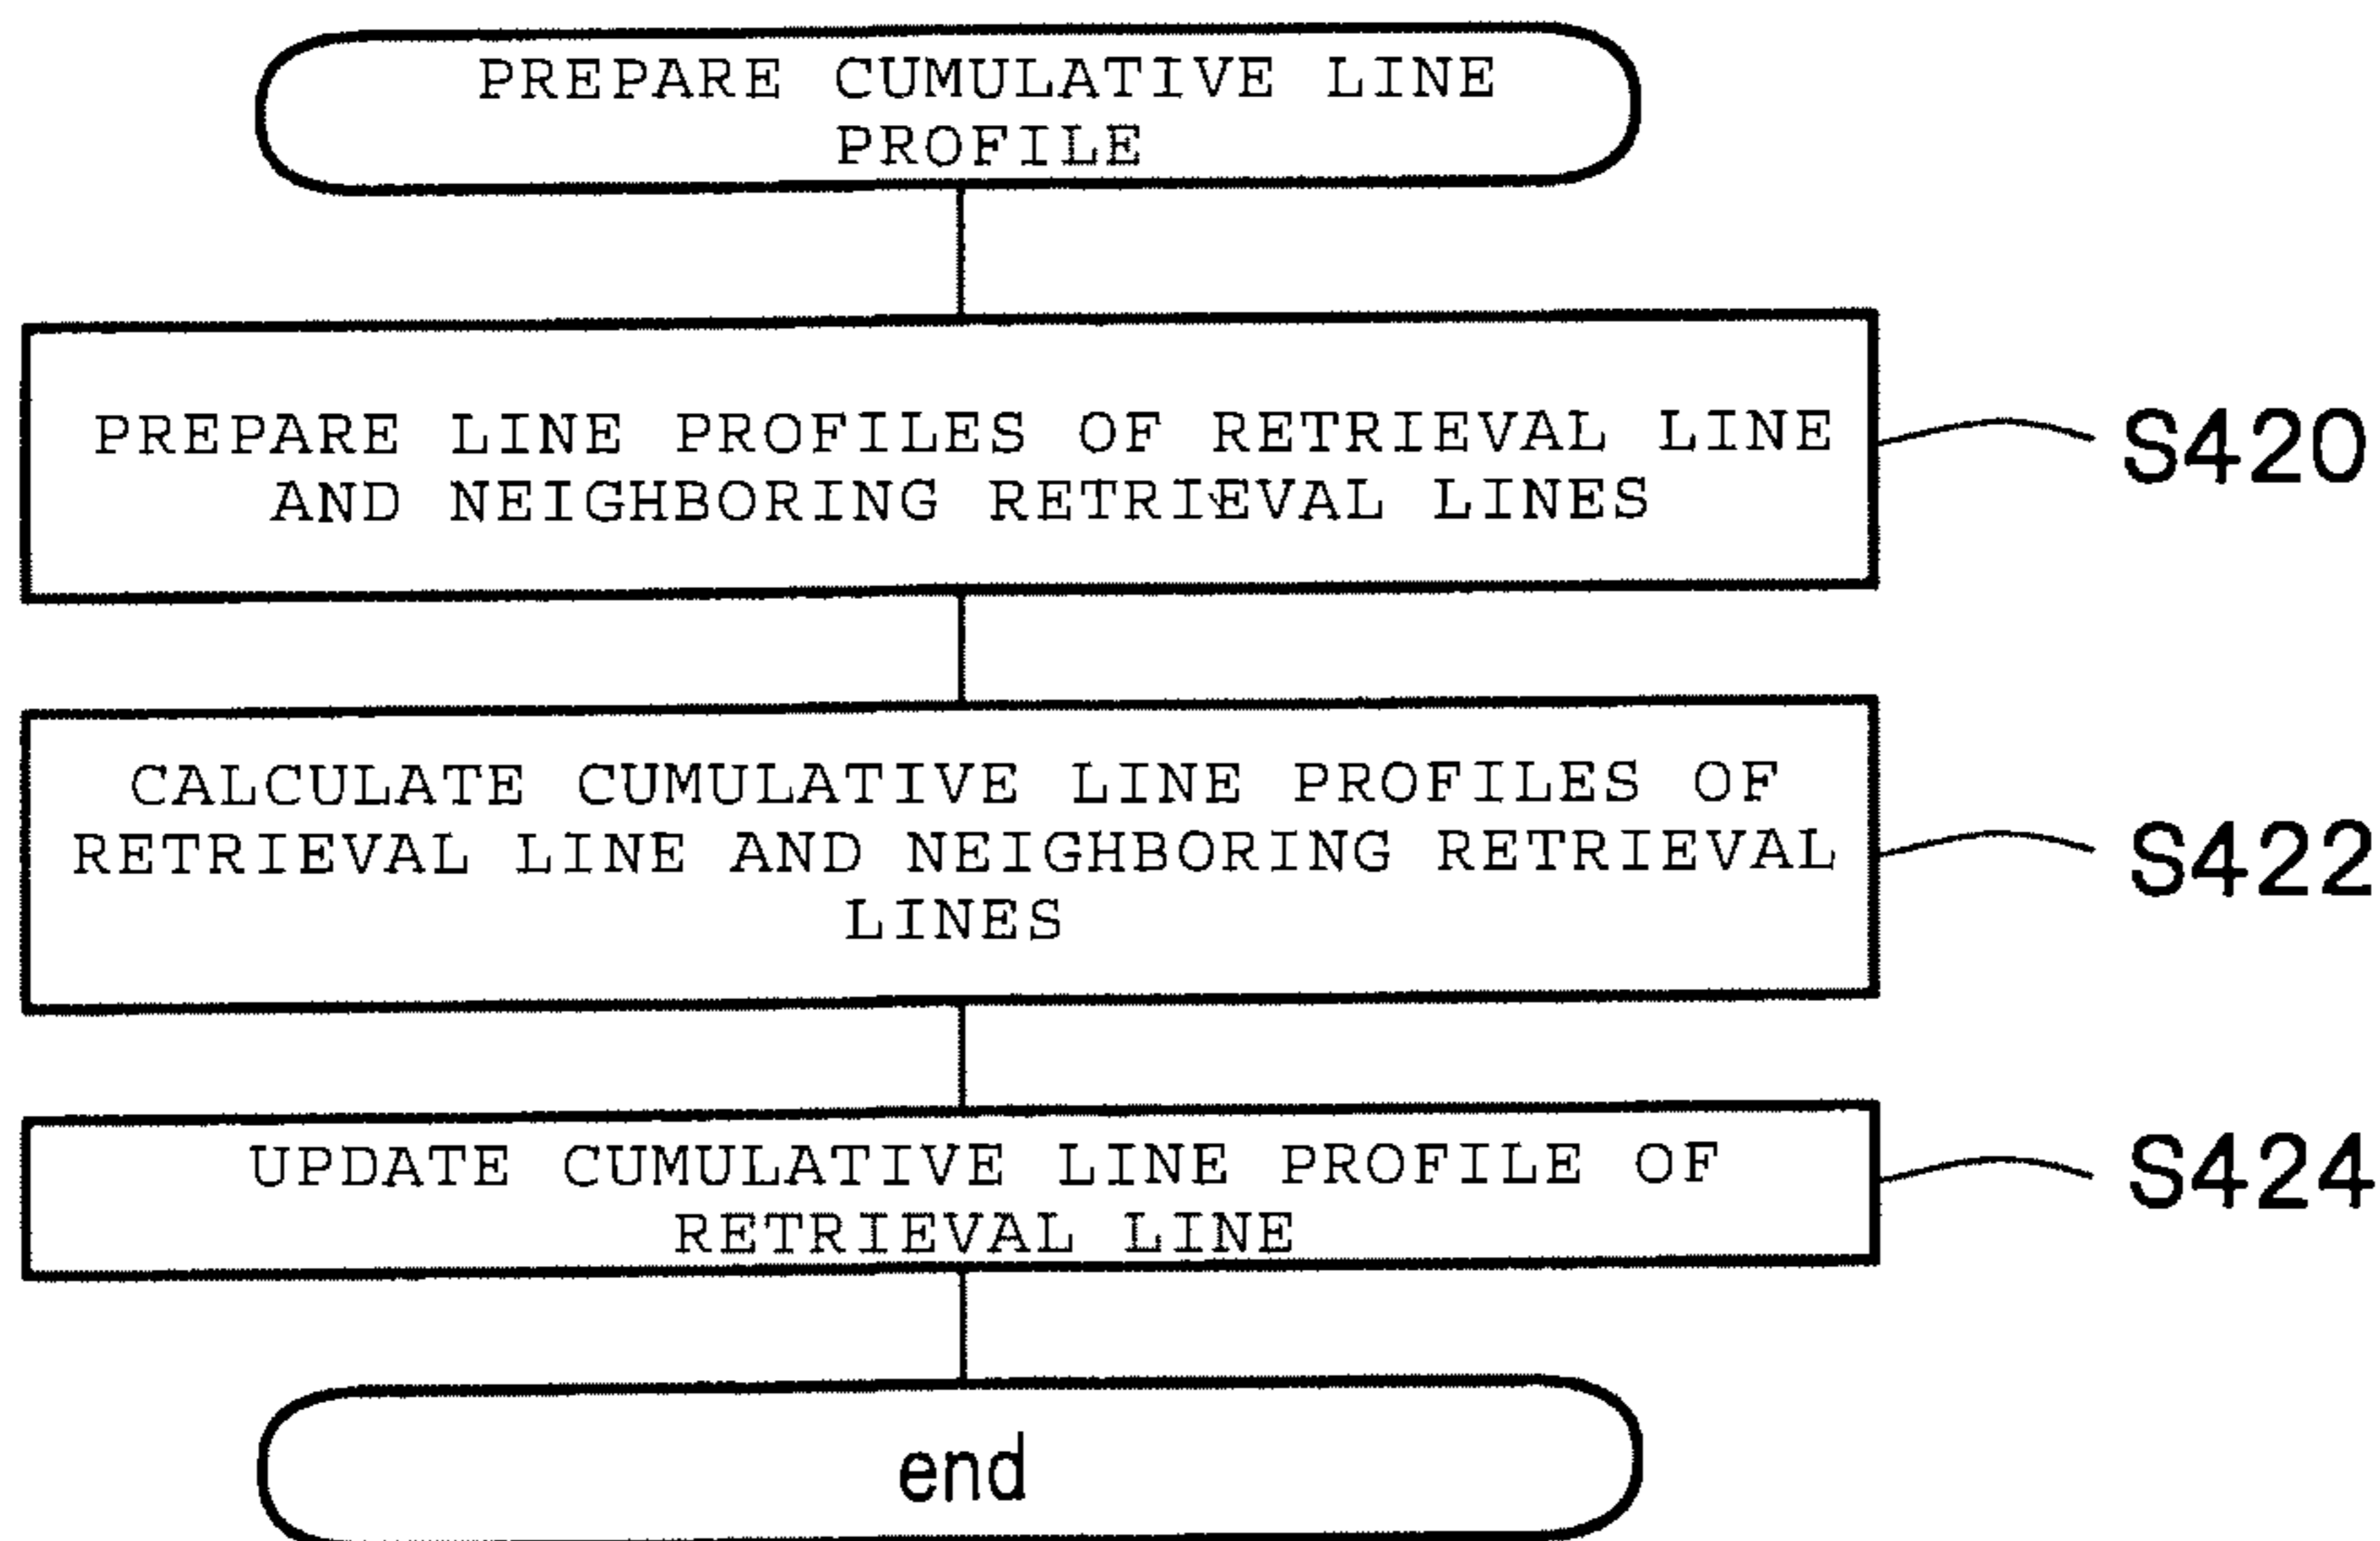 PREPARE CUMULATIVE LINE
PROFILE
PREPARE LINE PROFILES OF RETRIEVAL LINE
AND NEIGHBORING RETRIEVAL LINES
S420
CALCULATE CUMULATIVE LINE PROFILES OF
RETRIEVAL LINE AND NEIGHBORING RETRIEVAL
LINES
S422
UPDATE CUMULATIVE LINE PROFILE OF
RETRIEVAL LINE
S424
end